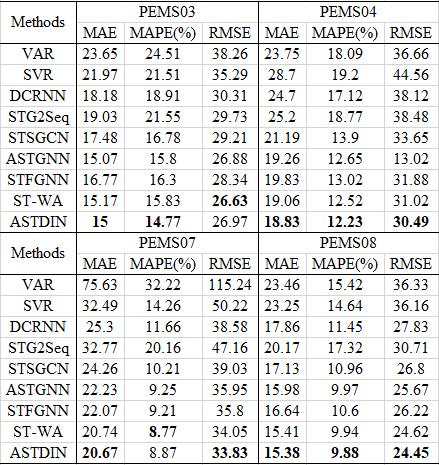 Methods PEMS03 PEMS04
MAE MAPE(%) RMSE MAE MAPE(%) RMSE
VAR 23.65 24.51 38.26 23.75 18.09 36.66
SVR 21.97 21.51 35.29 28.7 19.2 44.56
DCRNN 18.18 18.91 30.31 24.7 17.12 38.12
STG2Seq 19.03 21.55 29.73 25.2 18.77 38.48
STSGCN 17.48 16.78 29.21 21.19 13.9 33.65
ASTGNN 15.07 15.8 26.88 19.26 12.65 13.02
STFGNN 16.77 16.3 28.34 19.83 13.02 31.88
ST-WA 15.17 15.83 26.63 19.06 12.52 31.02
ASTDIN 15 14.77 26.97 18.83 12.23 30.49
Methods PEMS07 PEMS08
MAE MAPE(%) RMSE MAE MAPE(%) RMSE
VAR 75.63 32.22 115.24 23.46 15.42 36.33
SVR 32.49 14.26 50.22 23.25 14.64 36.16
DCRNN 25.3 11.66 38.58 17.86 11.45 27.83
STG2Seq 32.77 20.16 47.16 20.17 17.32 30.71
STSGCN 24.26 10.21 39.03 17.13 10.96 26.8
ASTGNN 22.23 9.25 35.95 15.98 9.97 25.67
STFGNN 22.07 9.21 35.8 16.64 10.6 26.22
ST-WA 20.74 8.77 34.05 15.41 9.94 24.62
ASTDIN 20.67 8.87 33.83 15.38 9.88 24.45